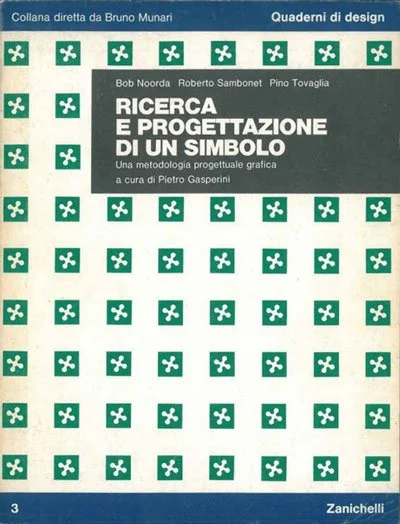 Collana diretta da Bruno Munari
Quaderni di design
Bob Noorda Roberto Sambonet Pino Tovaglia
RICERCA
E PROGETTAZIONE
DI UN SIMBOLO
Una metodologia progettuale grafica
a cura di Pietro Gasperini
3
Zanichelli